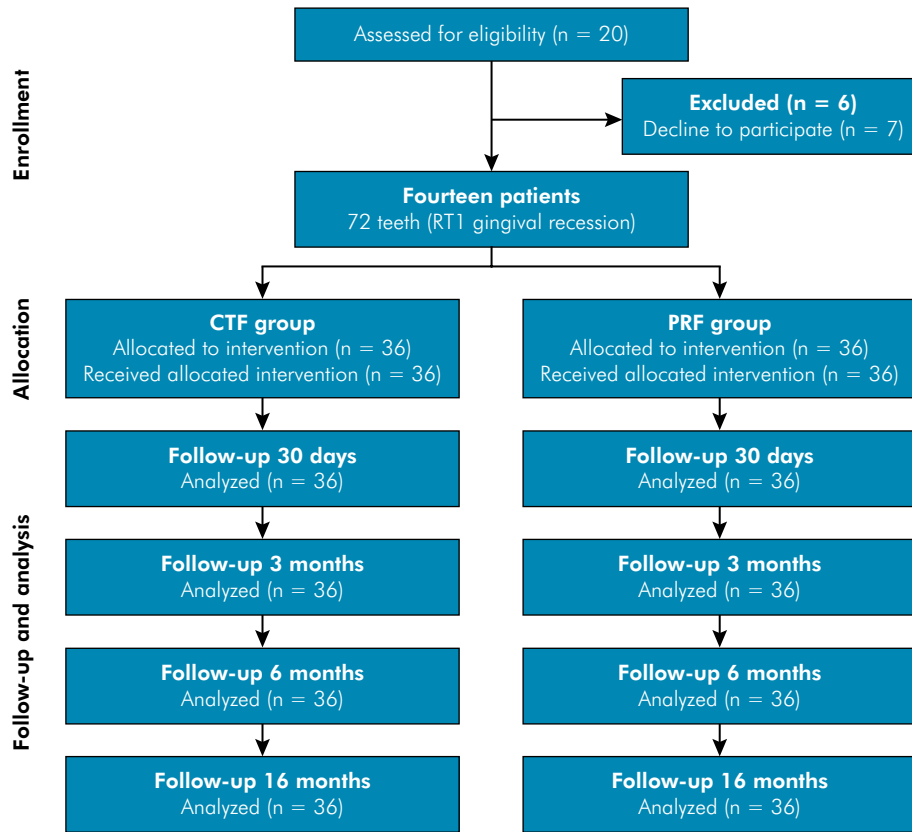 Enrollment
Assessed for eligibility (n = 20)
Excluded (n = 6)
Decline to participate (n = 7)
Fourteen patients
72 teeth (RT1 gingival recession)
Allocation
CTF group
Allocated to intervention (n = 36)
Received allocated intervention (n = 36)
PRF group
Allocated to intervention (n = 36)
Received allocated intervention (n = 36)
Follow-up and analysis
Follow-up 30 days
Analyzed (n = 36)
Follow-up 30 days
Analyzed (n = 36)
Follow-up 3 months
Analyzed (n = 36)
Follow-up 3 months
Analyzed (n = 36)
Follow-up 6 months
Analyzed (n = 36)
Follow-up 6 months
Analyzed (n = 36)
Follow-up 16 months
Analyzed (n = 36)
Follow-up 16 months
Analyzed (n = 36)